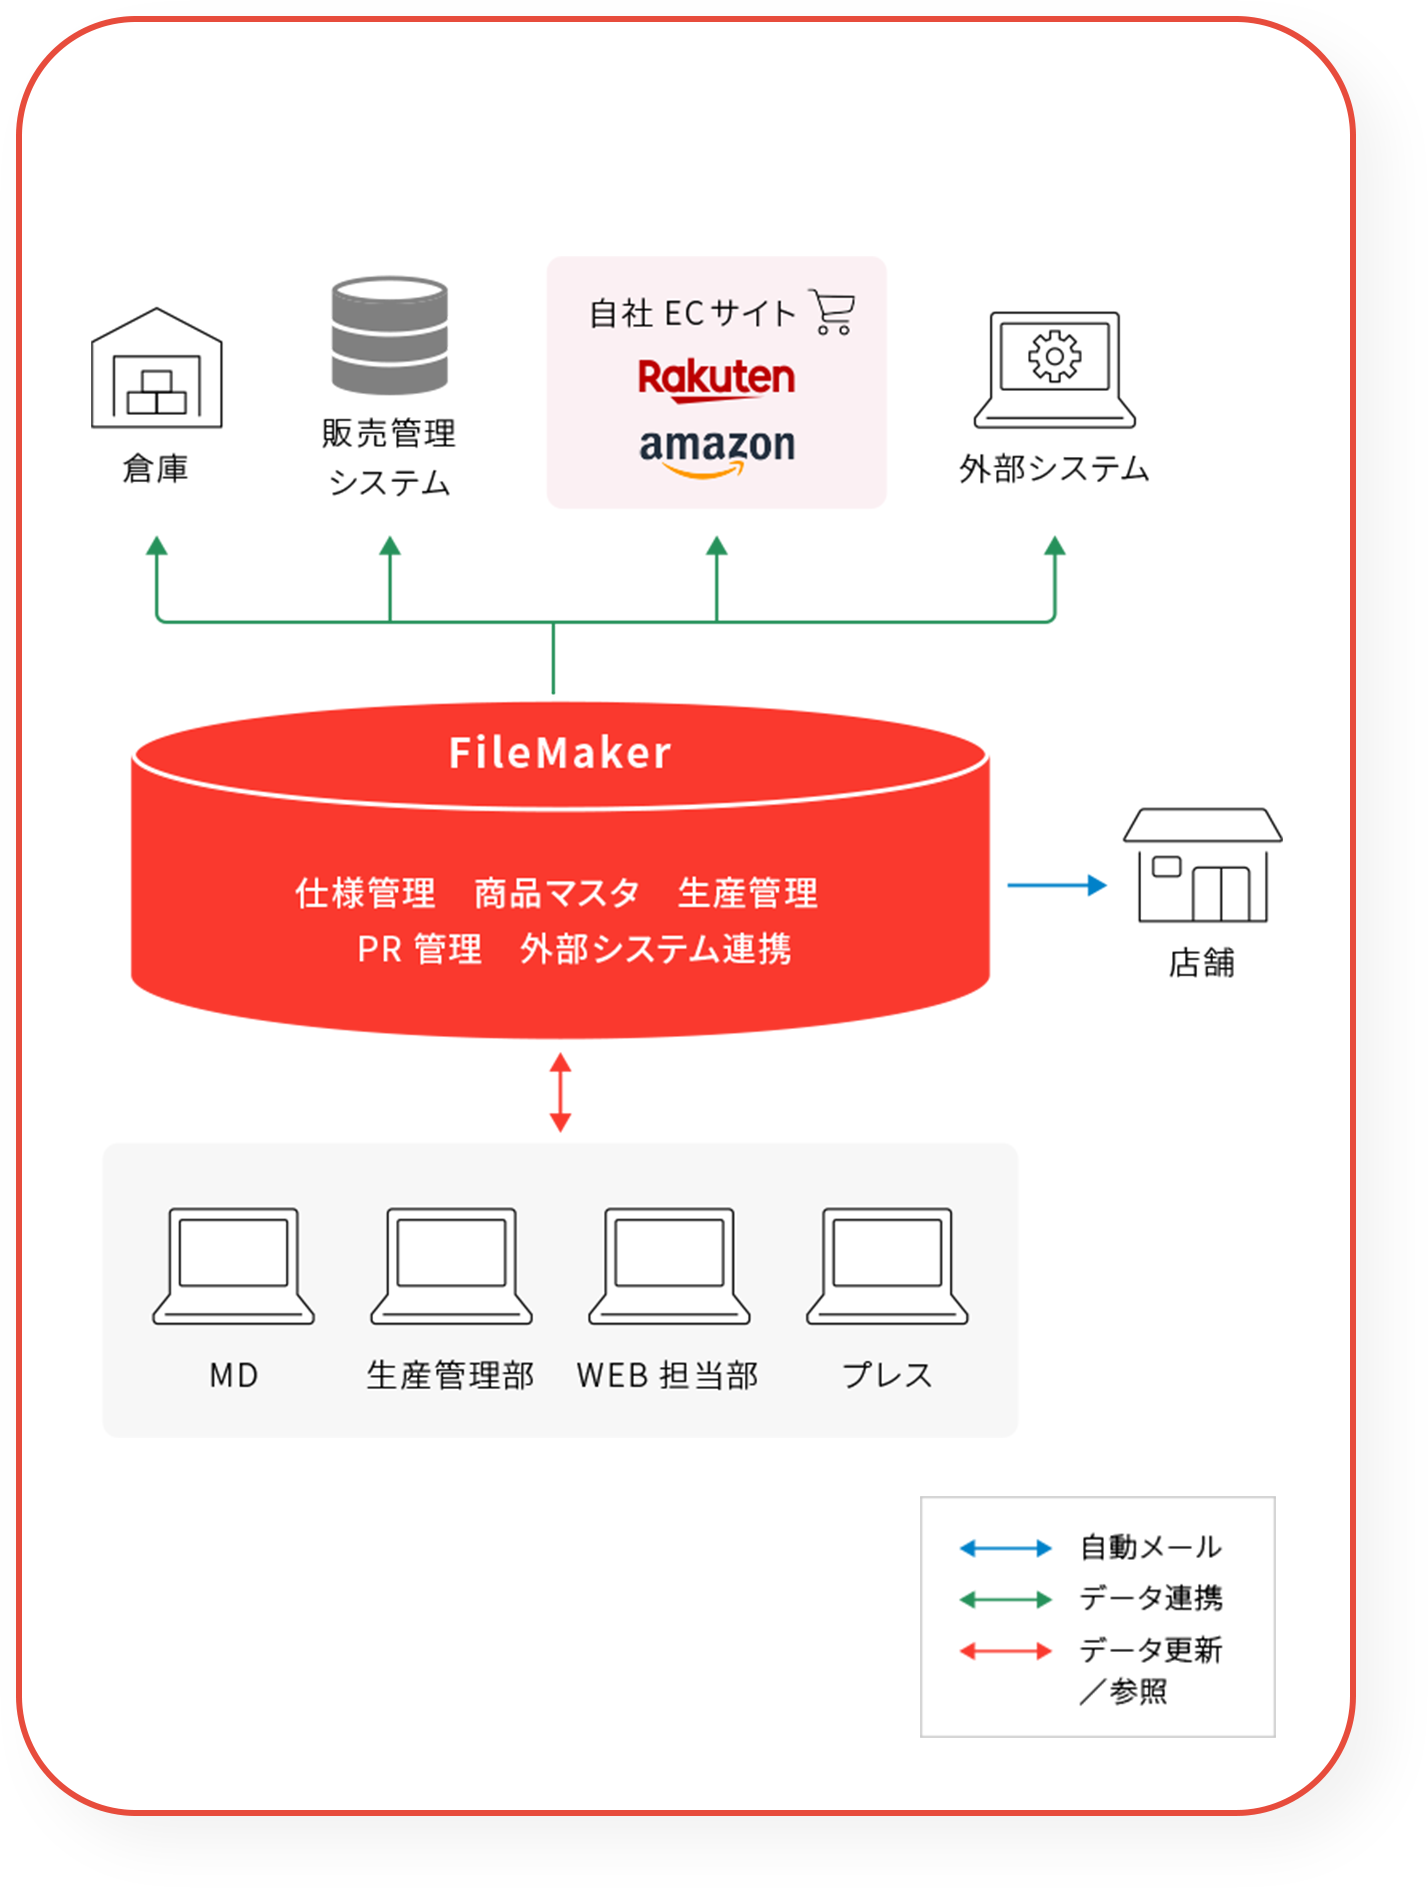 自社 ECサイト
Rakuten
amazon
倉庫
販売管理
システム
外部システム
FileMaker
仕様管理　商品マスタ　生産管理
PR 管理　外部システム連携
店舗
MD
生産管理部
WEB 担当部
プレス
自動メール
データ連携
データ更新
／参照